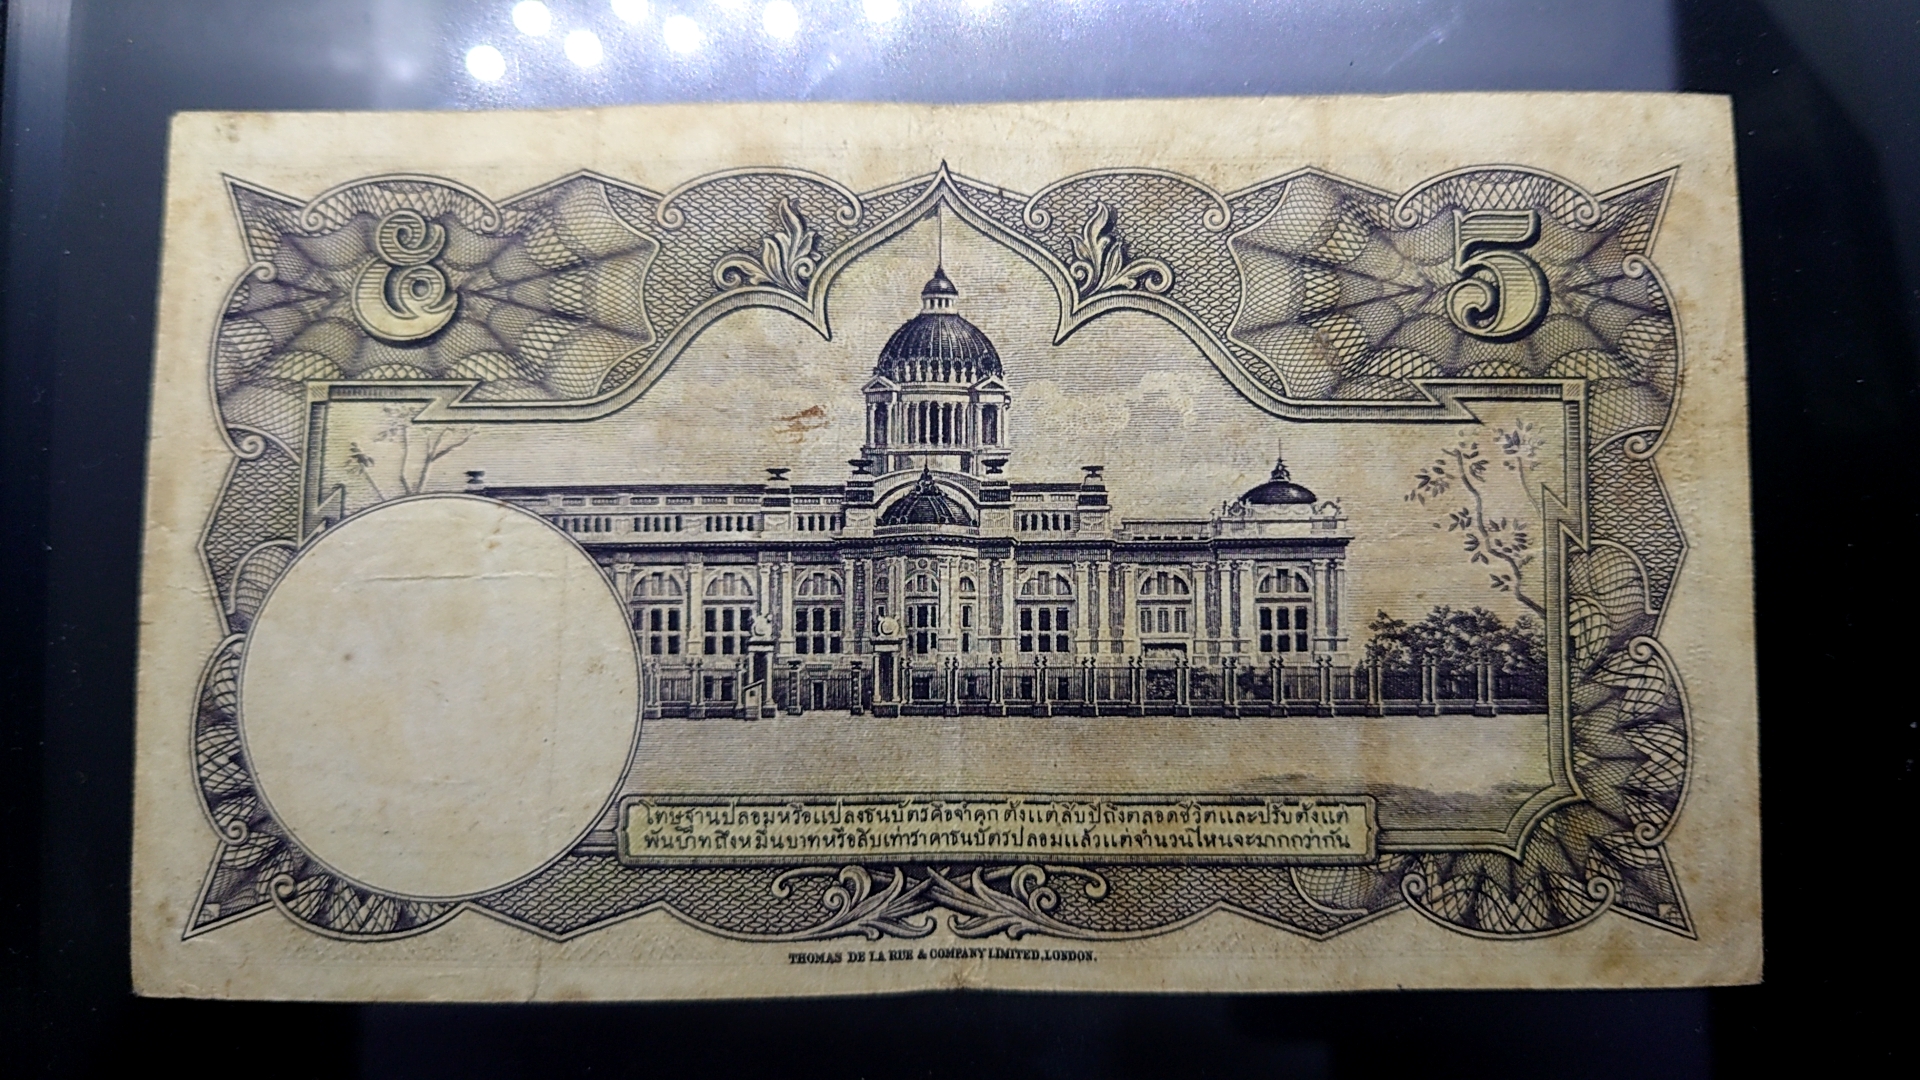 ๕ 5
โทษฐานปลอมหรือแปลงธนบัตรคือจำคุก ตั้งแต่สิบปีถึงตลอดชีวิตและปรับตั้งแต่
พันบาทถึงหมื่นบาทหรือสิบเท่าราคาธนบัตรปลอมแล้วแต่จำนวนไหนจะมากกว่ากัน
THOMAS DE LA RUE & COMPANY LIMITED, LONDON.